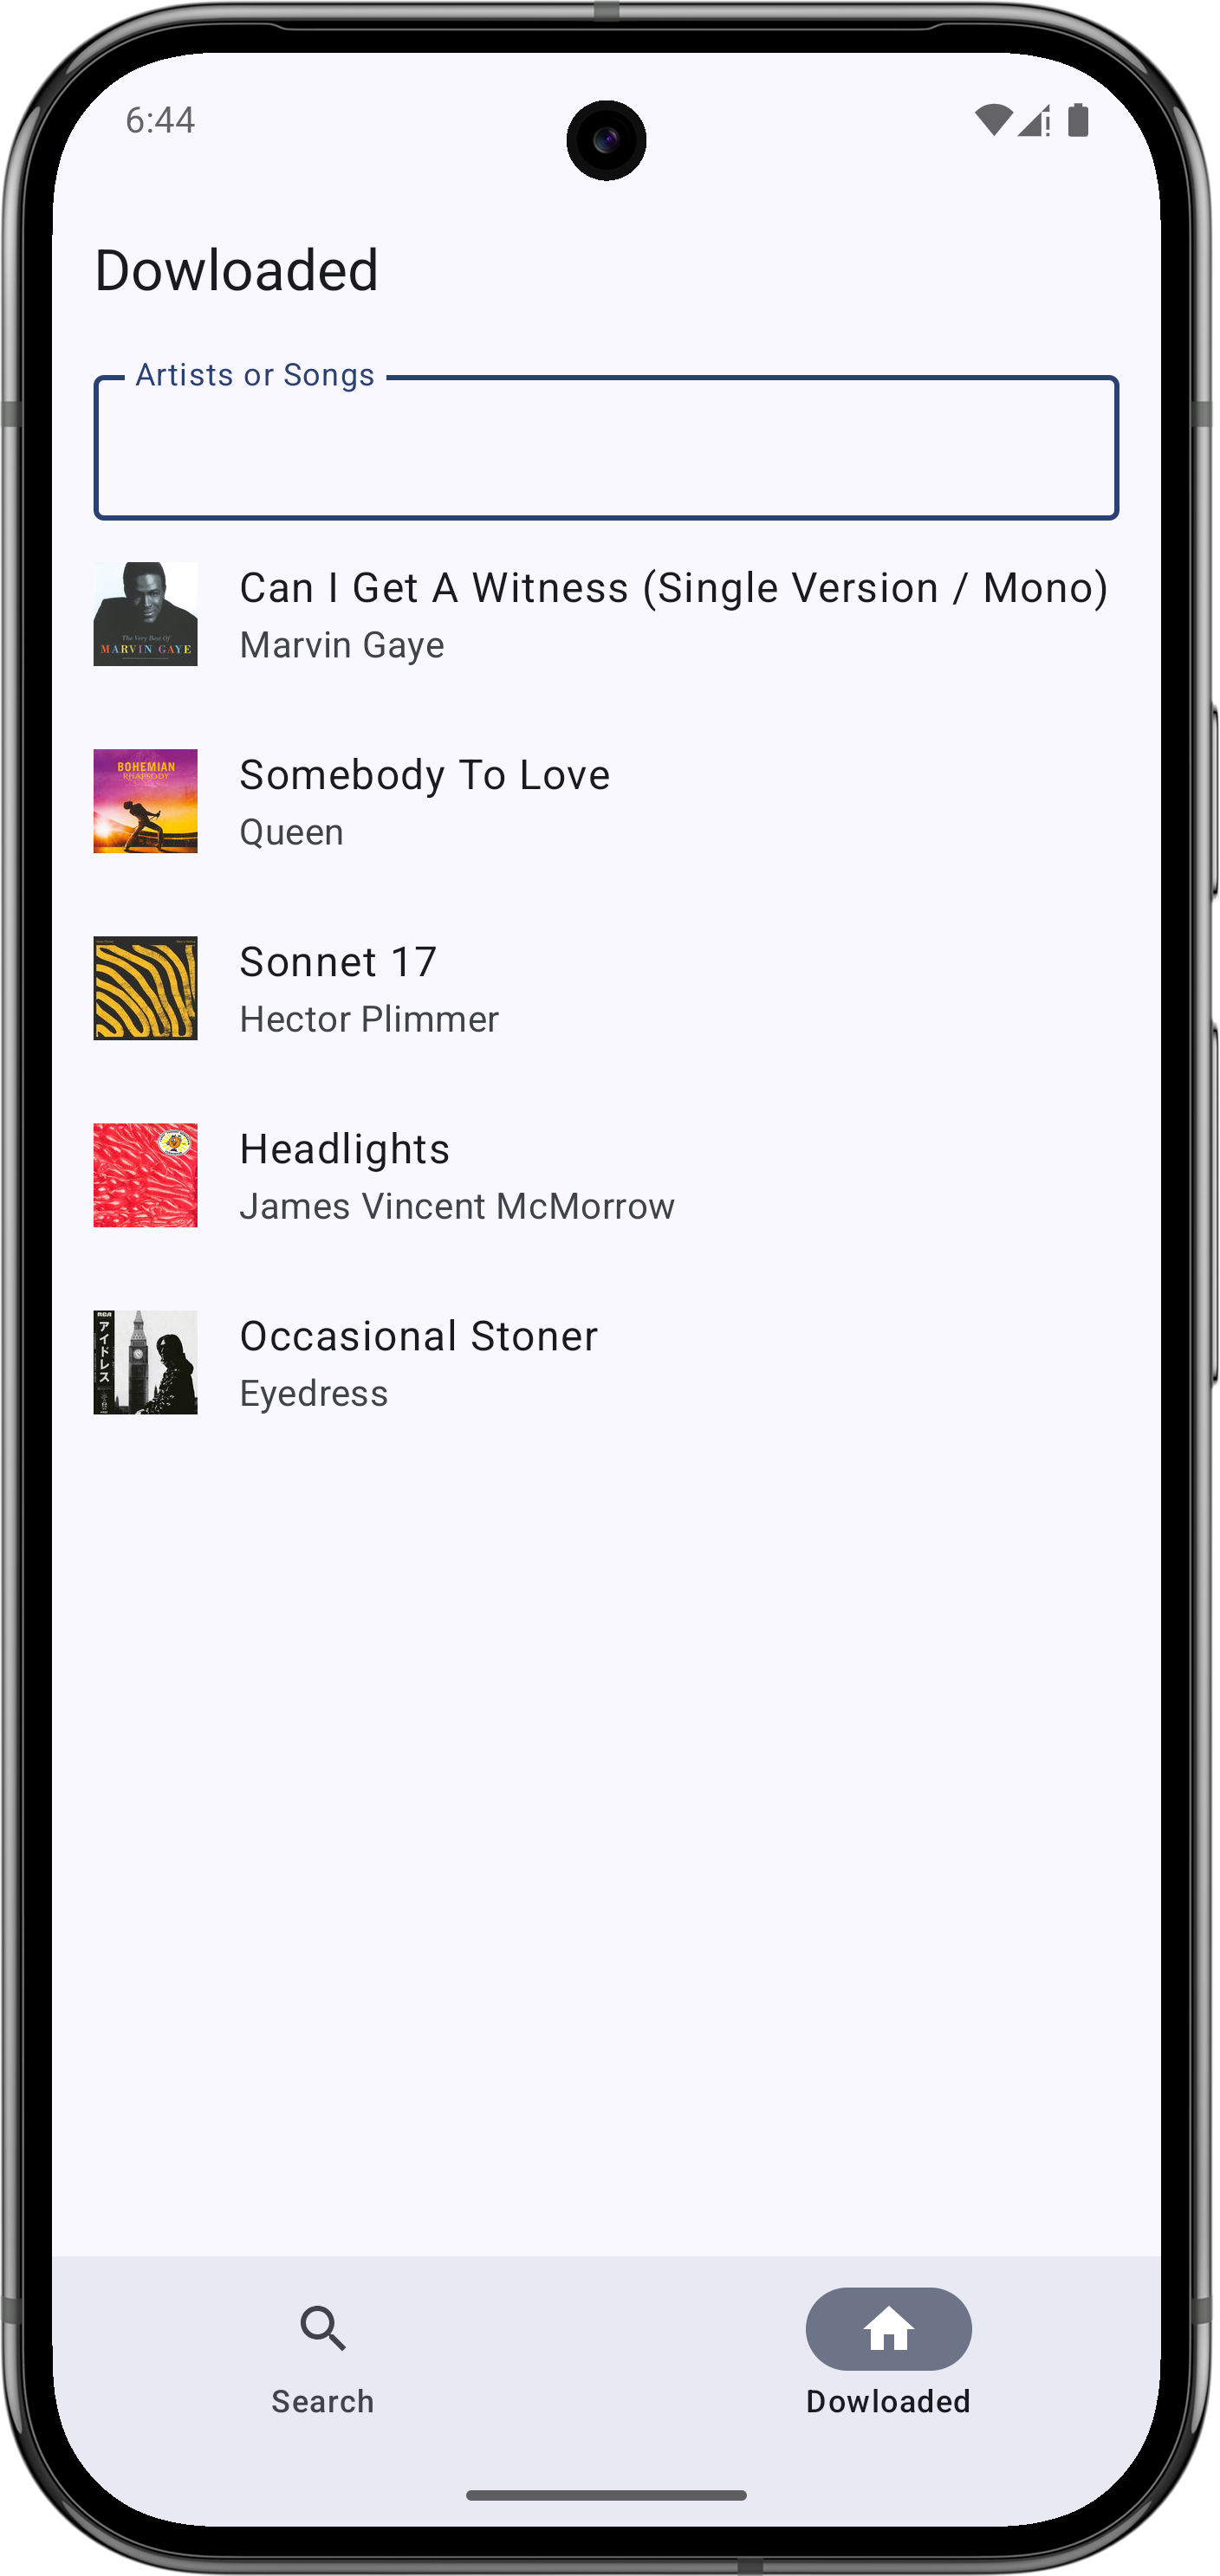 6:44
Dowloaded
Artists or Songs
Can I Get A Witness (Single Version / Mono)
Marvin Gaye
The Very Best Of
MARVIN GAYE
Somebody To Love
Queen
BOHEMIAN
RHAPSODY
Sonnet 17
Hector Plimmer
Headlights
James Vincent McMorrow
Occasional Stoner
Eyedress
RCA
アイドレス
Search
Dowloaded